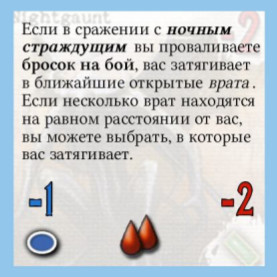 Nightgaunt
Если в сражении с ночным
страждущим вы проваливаете
бросок на бой, вас затягивает
в ближайшие открытые врата.
Если несколько врат находятся
на равном расстоянии от вас,
вы можете выбрать, в которые
вас затягивает.
-1
-2